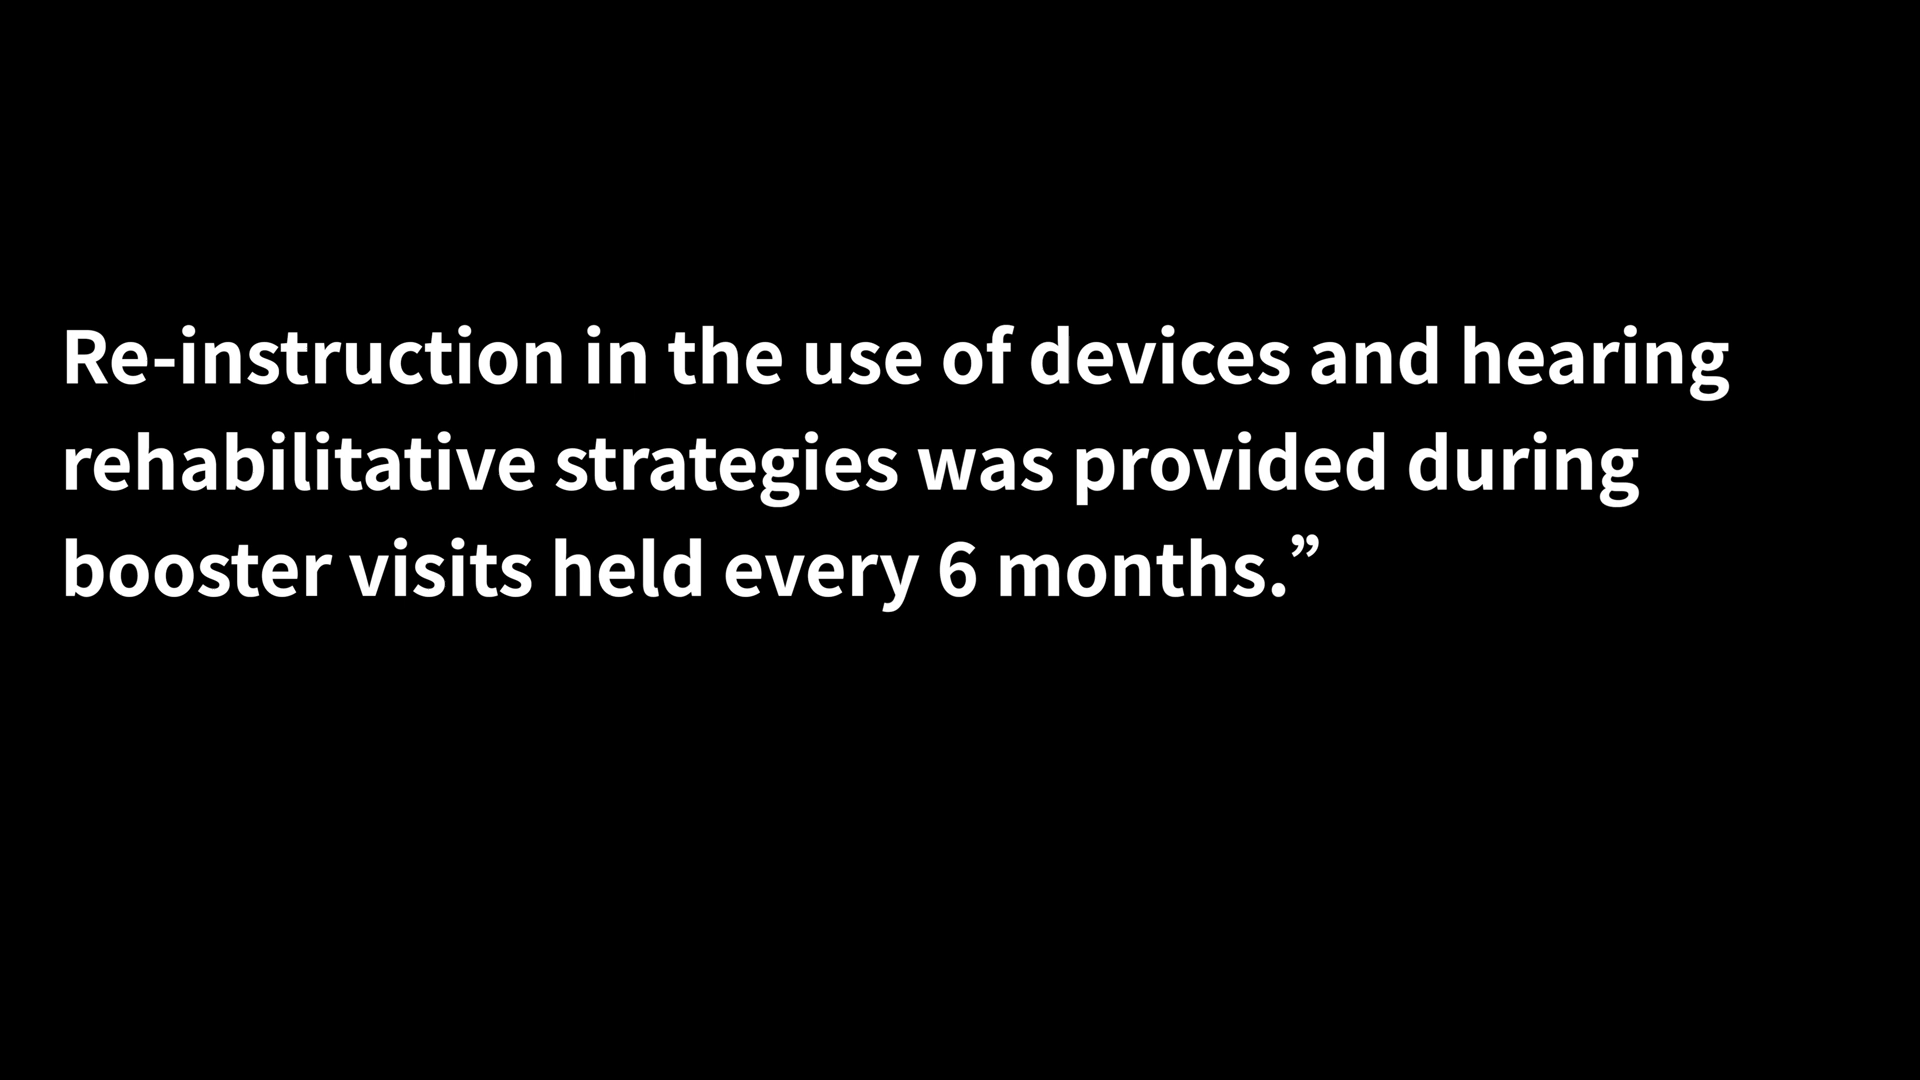 Re-instruction in the use of devices and hearing
rehabilitative strategies was provided during
booster visits held every 6 months.”